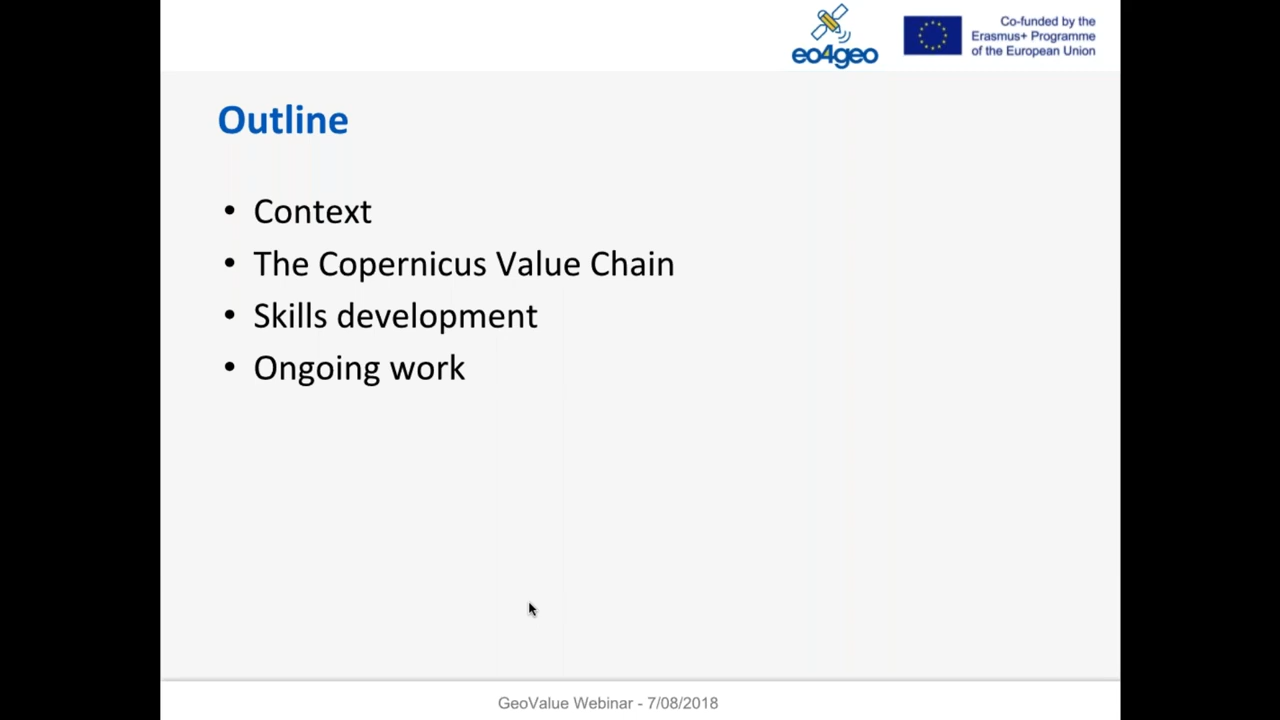 eo4geo
Co-funded by the
Erasmus+ Programme
of the European Union
Outline
• Context
• The Copernicus Value Chain
• Skills development
• Ongoing work
GeoValue Webinar - 7/08/2018